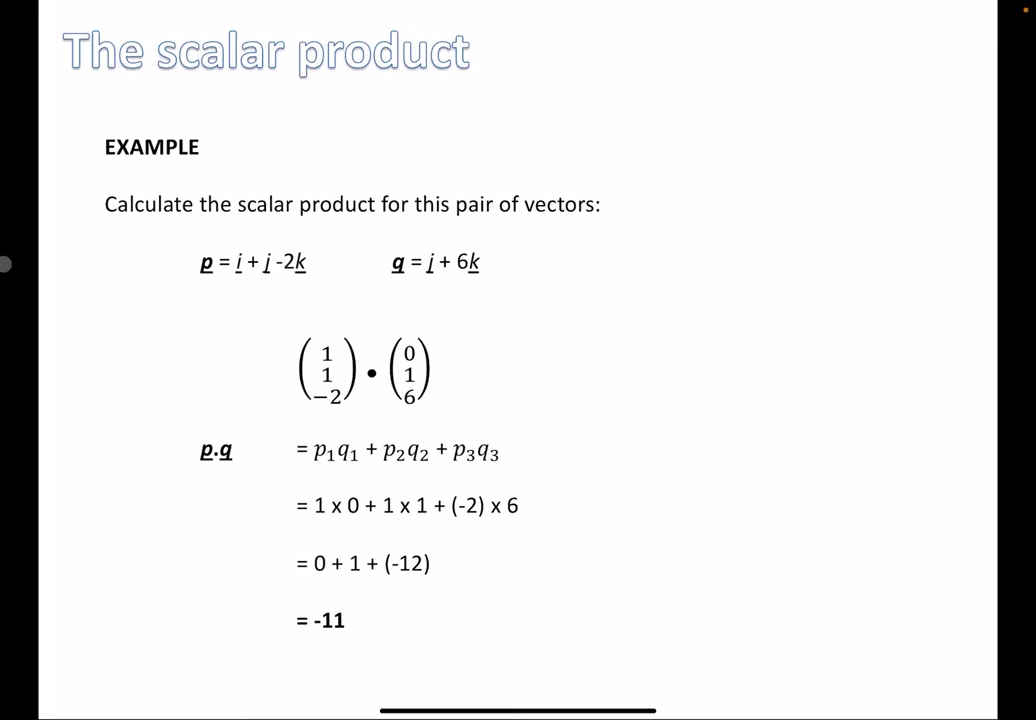 The scalar product
EXAMPLE
Calculate the scalar product for this pair of vectors:
p = i + j -2k q = j + 6k
1 0
1 • 1
−2 6
p.q = p₁q₁ + p₂q₂ + p₃q₃
= 1 x 0 + 1 x 1 + (-2) x 6
= 0 + 1 + (-12)
= -11